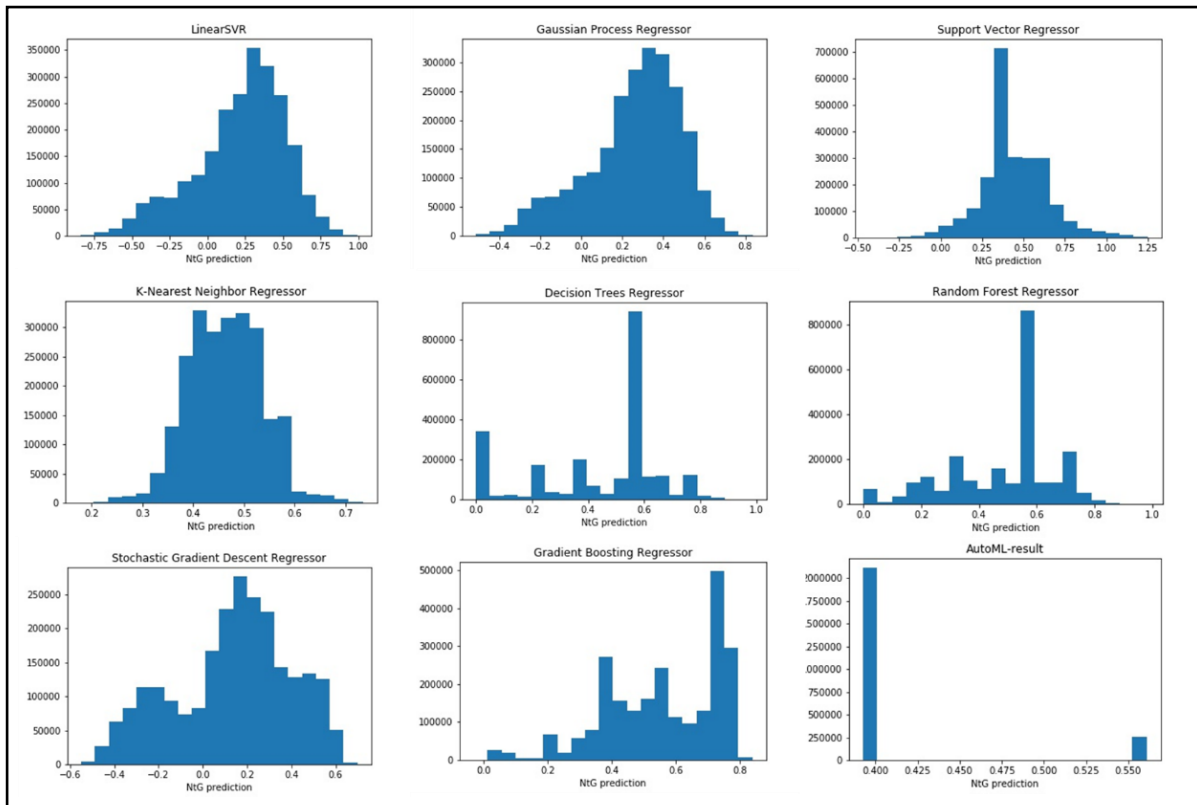 LinearSVR
350000
300000
250000
200000
150000
100000
50000
0
−0.75 −0.50 −0.25 0.00 0.25 0.50 0.75 1.00
NtG prediction
Gaussian Process Regressor
300000
250000
200000
150000
100000
50000
0
−0.4 −0.2 0.0 0.2 0.4 0.6 0.8
NtG prediction
Support Vector Regressor
700000
600000
500000
400000
300000
200000
100000
0
−0.50 −0.25 0.00 0.25 0.50 0.75 1.00 1.25
NtG prediction
K-Nearest Neighbor Regressor
300000
250000
200000
150000
100000
50000
0
0.2 0.3 0.4 0.5 0.6 0.7
NtG prediction
Decision Trees Regressor
800000
600000
400000
200000
0
0.0 0.2 0.4 0.6 0.8 1.0
NtG prediction
Random Forest Regressor
800000
600000
400000
200000
0
0.0 0.2 0.4 0.6 0.8 1.0
NtG prediction
Stochastic Gradient Descent Regressor
250000
200000
150000
100000
50000
0
−0.6 −0.4 −0.2 0.0 0.2 0.4 0.6
NtG prediction
Gradient Boosting Regressor
500000
400000
300000
200000
100000
0
0.0 0.2 0.4 0.6 0.8
NtG prediction
AutoML-result
2000000
1750000
1500000
1250000
1000000
750000
500000
250000
0
0.400 0.425 0.450 0.475 0.500 0.525 0.550
NtG prediction